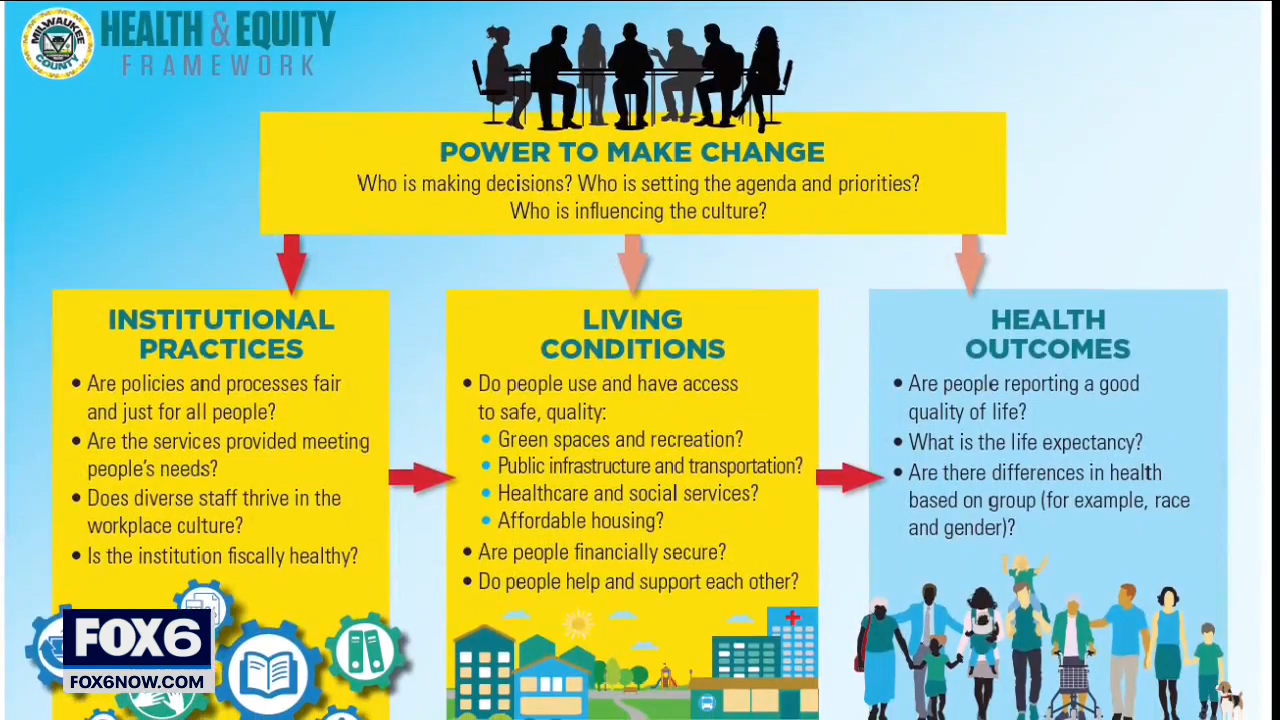 MILWAUKEE
COUNTY
HEALTH & EQUITY
FRAMEWORK
POWER TO MAKE CHANGE
Who is making decisions? Who is setting the agenda and priorities?
Who is influencing the culture?
INSTITUTIONAL
PRACTICES
• Are policies and processes fair
and just for all people?
• Are the services provided meeting
people's needs?
• Does diverse staff thrive in the
workplace culture?
• Is the institution fiscally healthy?
LIVING
CONDITIONS
• Do people use and have access
to safe, quality:
• Green spaces and recreation?
• Public infrastructure and transportation?
• Healthcare and social services?
• Affordable housing?
• Are people financially secure?
• Do people help and support each other?
HEALTH
OUTCOMES
• Are people reporting a good
quality of life?
• What is the life expectancy?
• Are there differences in health
based on group (for example, race
and gender)?
FOX6
FOX6NOW.COM